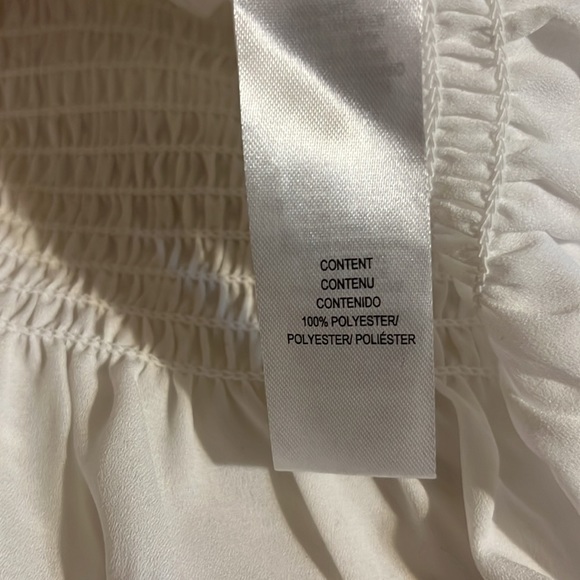 CONTENT
CONTENU
CONTENIDO
100% POLYESTER/
POLYESTER/ POLIÉSTER